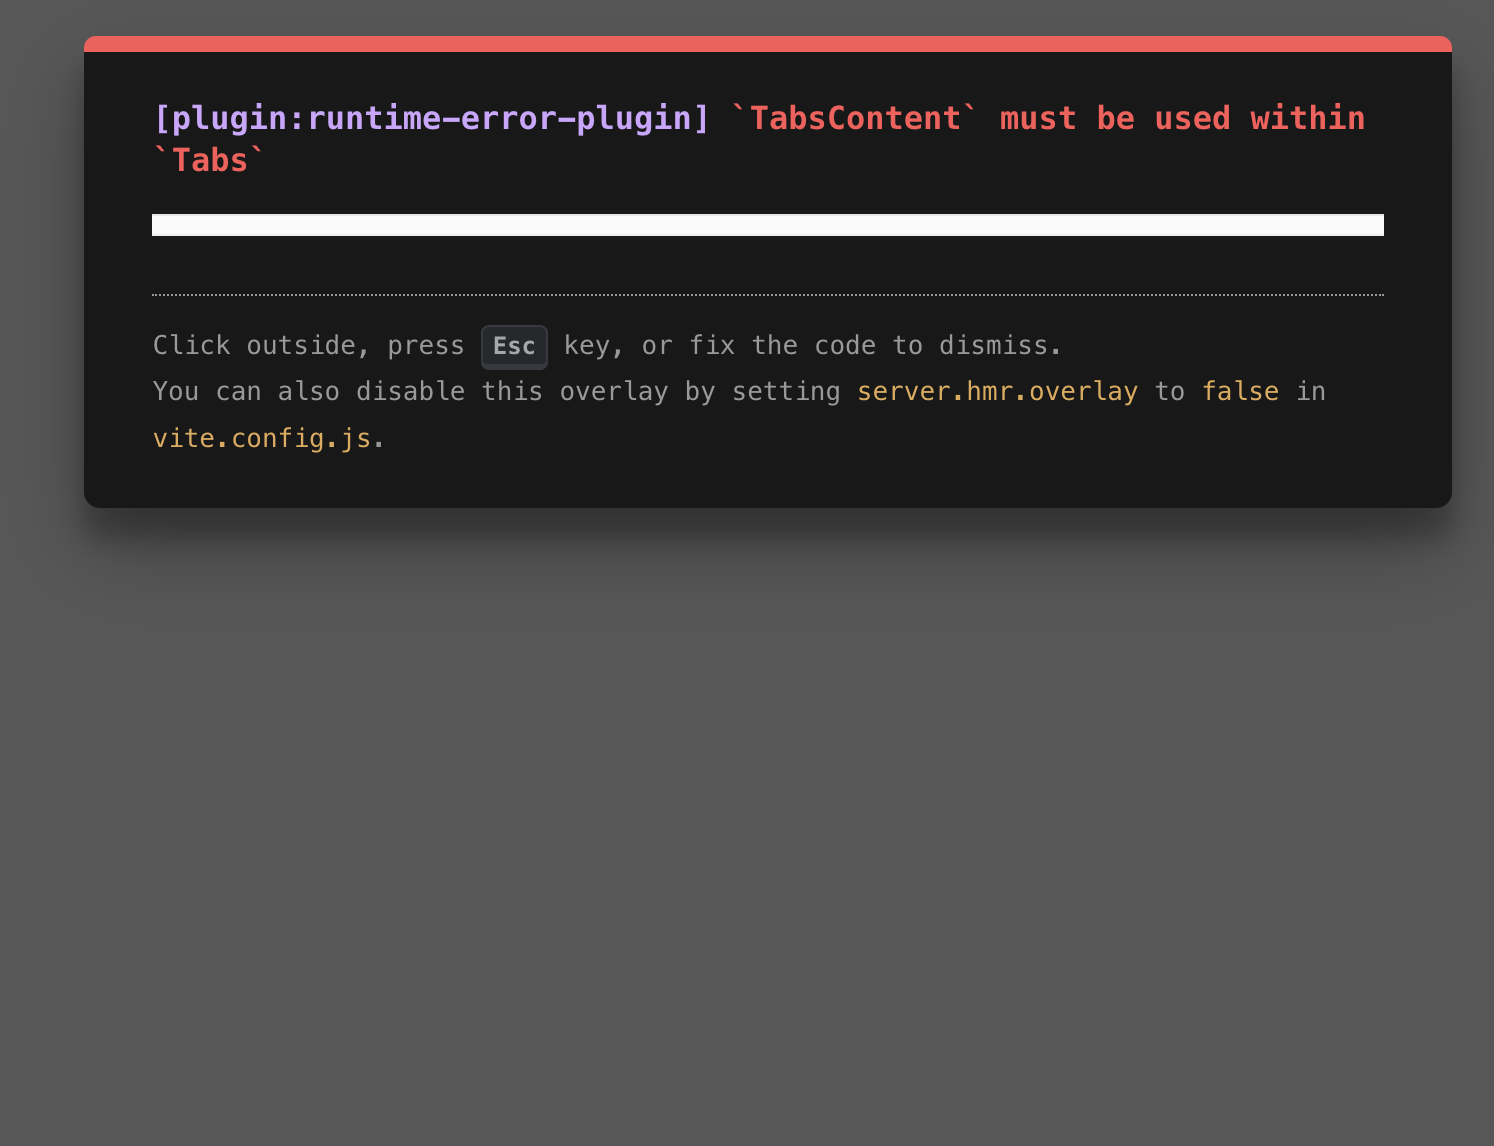 [plugin:runtime-error-plugin] `TabsContent` must be used within
`Tabs`
Click outside, press Esc key, or fix the code to dismiss.
You can also disable this overlay by setting server.hmr.overlay to false in
vite.config.js.